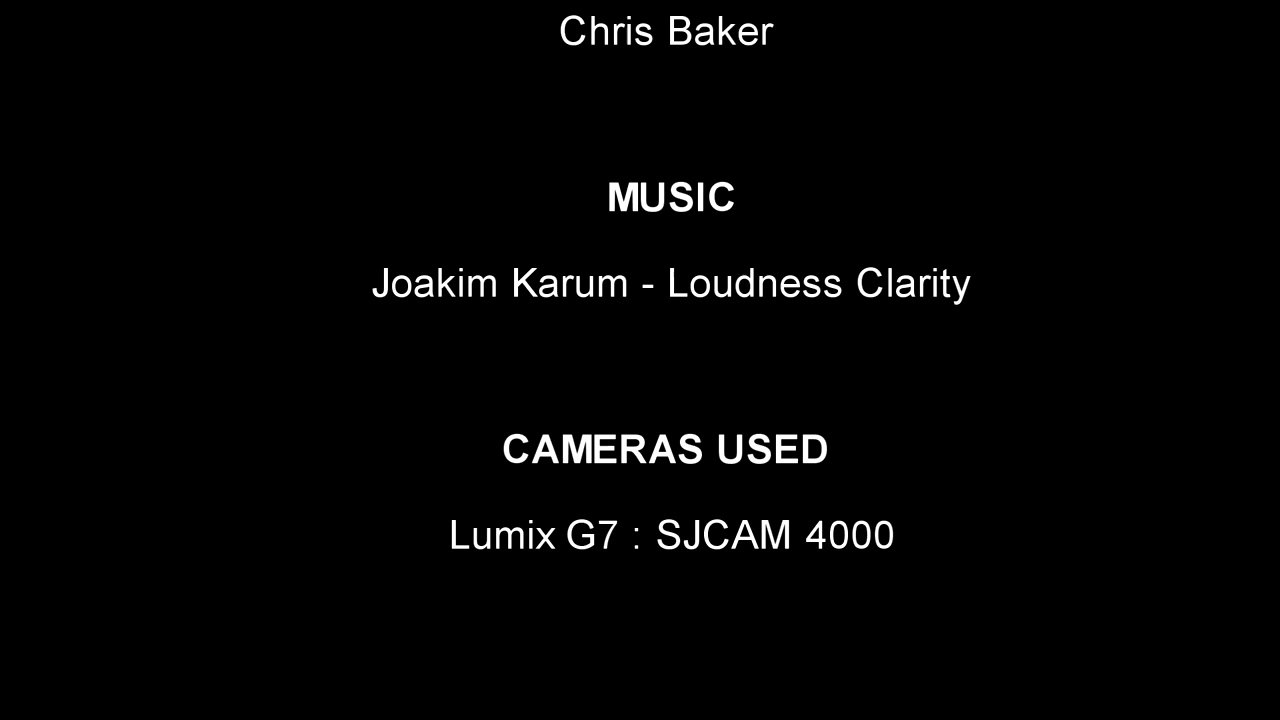 Chris Baker
MUSIC
Joakim Karum - Loudness Clarity
CAMERAS USED
Lumix G7 : SJCAM 4000